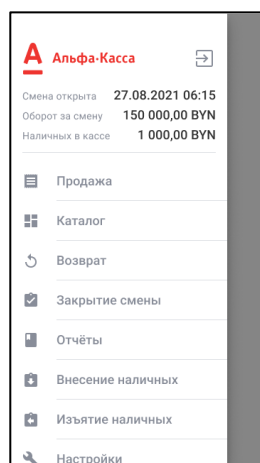 А Альфа·Касса
Смена открыта 27.08.2021 06:15
Оборот за смену 150 000,00 BYN
Наличных в кассе 1 000,00 BYN
Продажа
Каталог
Возврат
Закрытие смены
Отчёты
Внесение наличных
Изъятие наличных
Настройки